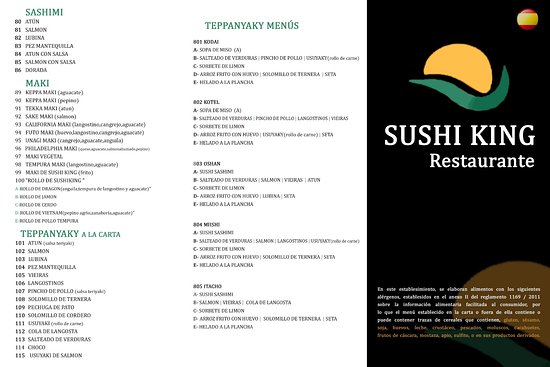 SASHIMI
80 ATÚN
81 SALMON
82 LUBINA
83 PEZ MANTEQUILLA
84 ATUN CON SALSA
85 SALMON CON SALSA
86 DORADA
MAKI
89 KEPPA MAKI (aguacate)
90 KEPPA MAKI (pepino)
91 TEKKA MAKI (atun)
92 SAKE MAKI (salmon)
93 CALIFORNIA MAKI (langostino,cangrejo,aguacate)
94 FUTO MAKI (huevo,langostino,cangrejo,aguacate)
95 UNAGI MAKI (cangrejo,aguacate,anguila)
96 PHILADELPHIA MAKI (queso,aguacate,salmonahumado,pepino)
97 MAKI VEGETAL
98 TEMPURA MAKI (langostino,aguacate)
99 MAKI DE SUSHI KING (frito)
100 "ROLLO DE SUSHIKING"
A-ROLLO DE DRAGON(anguila,tempura de langostino y aguacate)"
B-ROLLO DE JAMON
C-ROLLO DE CERDO
D-ROLLO DE VIETNAM(pepino agrio,zanahoria,aguacate)"
E-ROLLO DE POLLO TEMPURA
TEPPANYAKY A LA CARTA
101 ATUN (salsa teriyaki)
102 SALMON
103 LUBINA
104 PEZ MANTEQUILLA
105 VIEIRAS
106 LANGOSTINOS
107 PINCHO DE POLLO (salsa teriyaki)
108 SOLOMILLO DE TERNERA
109 PECHUGA DE PATO
110 SOLOMILLO DE CORDERO
111 USUYAKI (rollo de carne)
112 COLA DE LANGOSTA
113 SALTEADO DE VERDURAS
114 CHOCO
115 USUYAKI DE SALMON
TEPPANYAKY MENÚS
801 KODAI
A- SOPA DE MISO (A)
B- SALTEADO DE VERDURAS | PINCHO DE POLLO | USUYAKY(rollo de carne)
C- SORBETE DE LIMON
D- ARROZ FRITO CON HUEVO | SOLOMILLO DE TERNERA | SETA
E- HELADO A LA PLANCHA
802 KOTEL
A- SOPA DE MISO (A)
B- SALTEADO DE VERDURAS | PINCHO DE POLLO | LANGOSTINOS | VIEIRAS
C- SORBETE DE LIMON
D- ARROZ FRITO CON HUEVO | USUYAKY(rollo de carne) | SETA
E- HELADO A LA PLANCHA
803 OSHAN
A- SUSHI SASHIMI
B- SALTEADO DE VERDURAS | SALMON | VIEIRAS | ATUN
C- SORBETE DE LIMON
D- ARROZ FRITO CON HUEVO | LUBINA | SETA
E- HELADO A LA PLANCHA
804 MIISHI
A- SUSHI SASHIMI
B- SALTEADO DE VERDURAS | SALMON | LANGOSTINOS | USUYAKY(rollo de carne)
C- SORBETE DE LIMON
D- ARROZ FRITO CON HUEVO | SOLOMILLO DE TERNERA | SETA
E- HELADO A LA PLANCHA
805 ITACHO
A- SUSHI SASHIMI
B- SALMON | VIEIRAS | COLA DE LANGOSTA
C- SORBETE DE LIMON
D- ARROZ FRITO CON HUEVO | SOLOMILLO DE TERNERA | SETA
E- HELADO A LA PLANCHA
SUSHI KING
Restaurante
En este establesimiento, se elaboran alimentos con los siguientes
alérgenos, establesidos en el anexo II del reglamento 1169 / 2011
sobre la información alimentaria facilitada al consumidor, por
lo que el menú establecido en la carta o fuera de ella contiene o
puede contener trazas de cereales que contienen, gluten, sésamo,
soja, huevos, leche, crustáceos, pescados, moluscos, cacahuetes,
frutos de cáscara, mostaza, apio, sulfito, o en sus productos derivados.